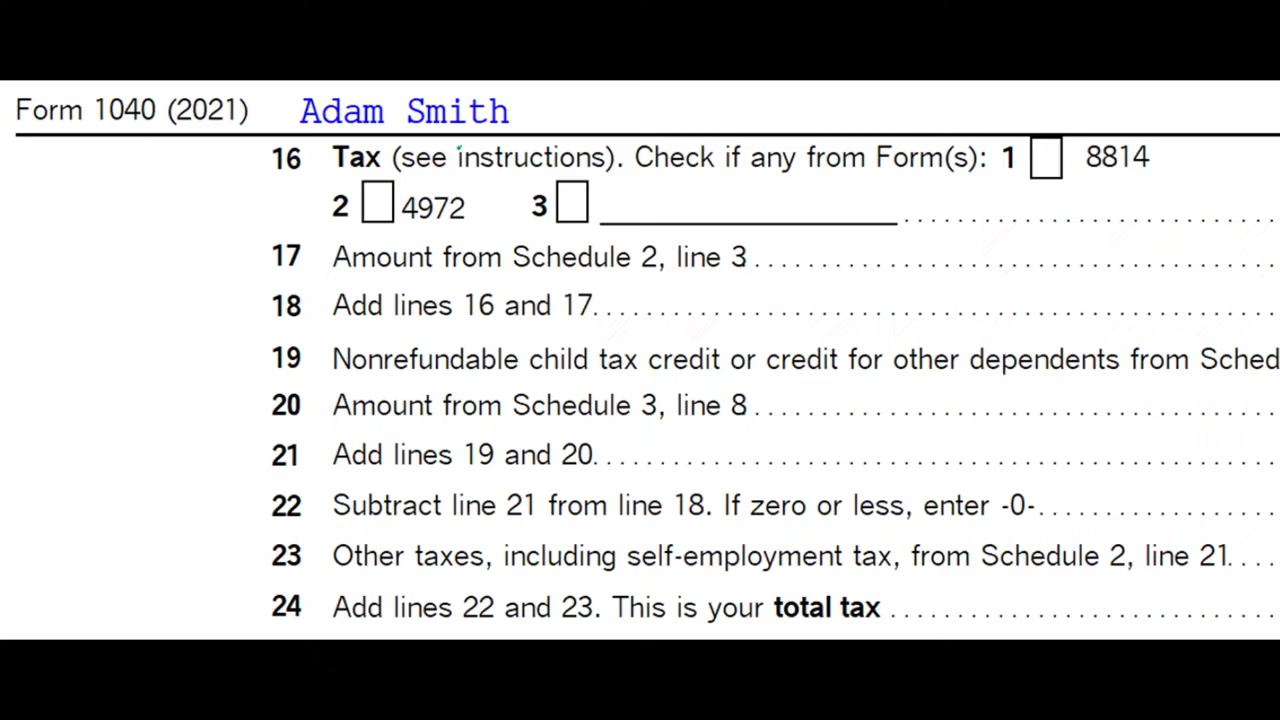 Form 1040 (2021) Adam Smith
16 Tax (see instructions). Check if any from Form(s): 1 8814
2 4972 3
17 Amount from Schedule 2, line 3
18 Add lines 16 and 17
19 Nonrefundable child tax credit or credit for other dependents from Sched
20 Amount from Schedule 3, line 8
21 Add lines 19 and 20
22 Subtract line 21 from line 18. If zero or less, enter -0-
23 Other taxes, including self-employment tax, from Schedule 2, line 21
24 Add lines 22 and 23. This is your total tax